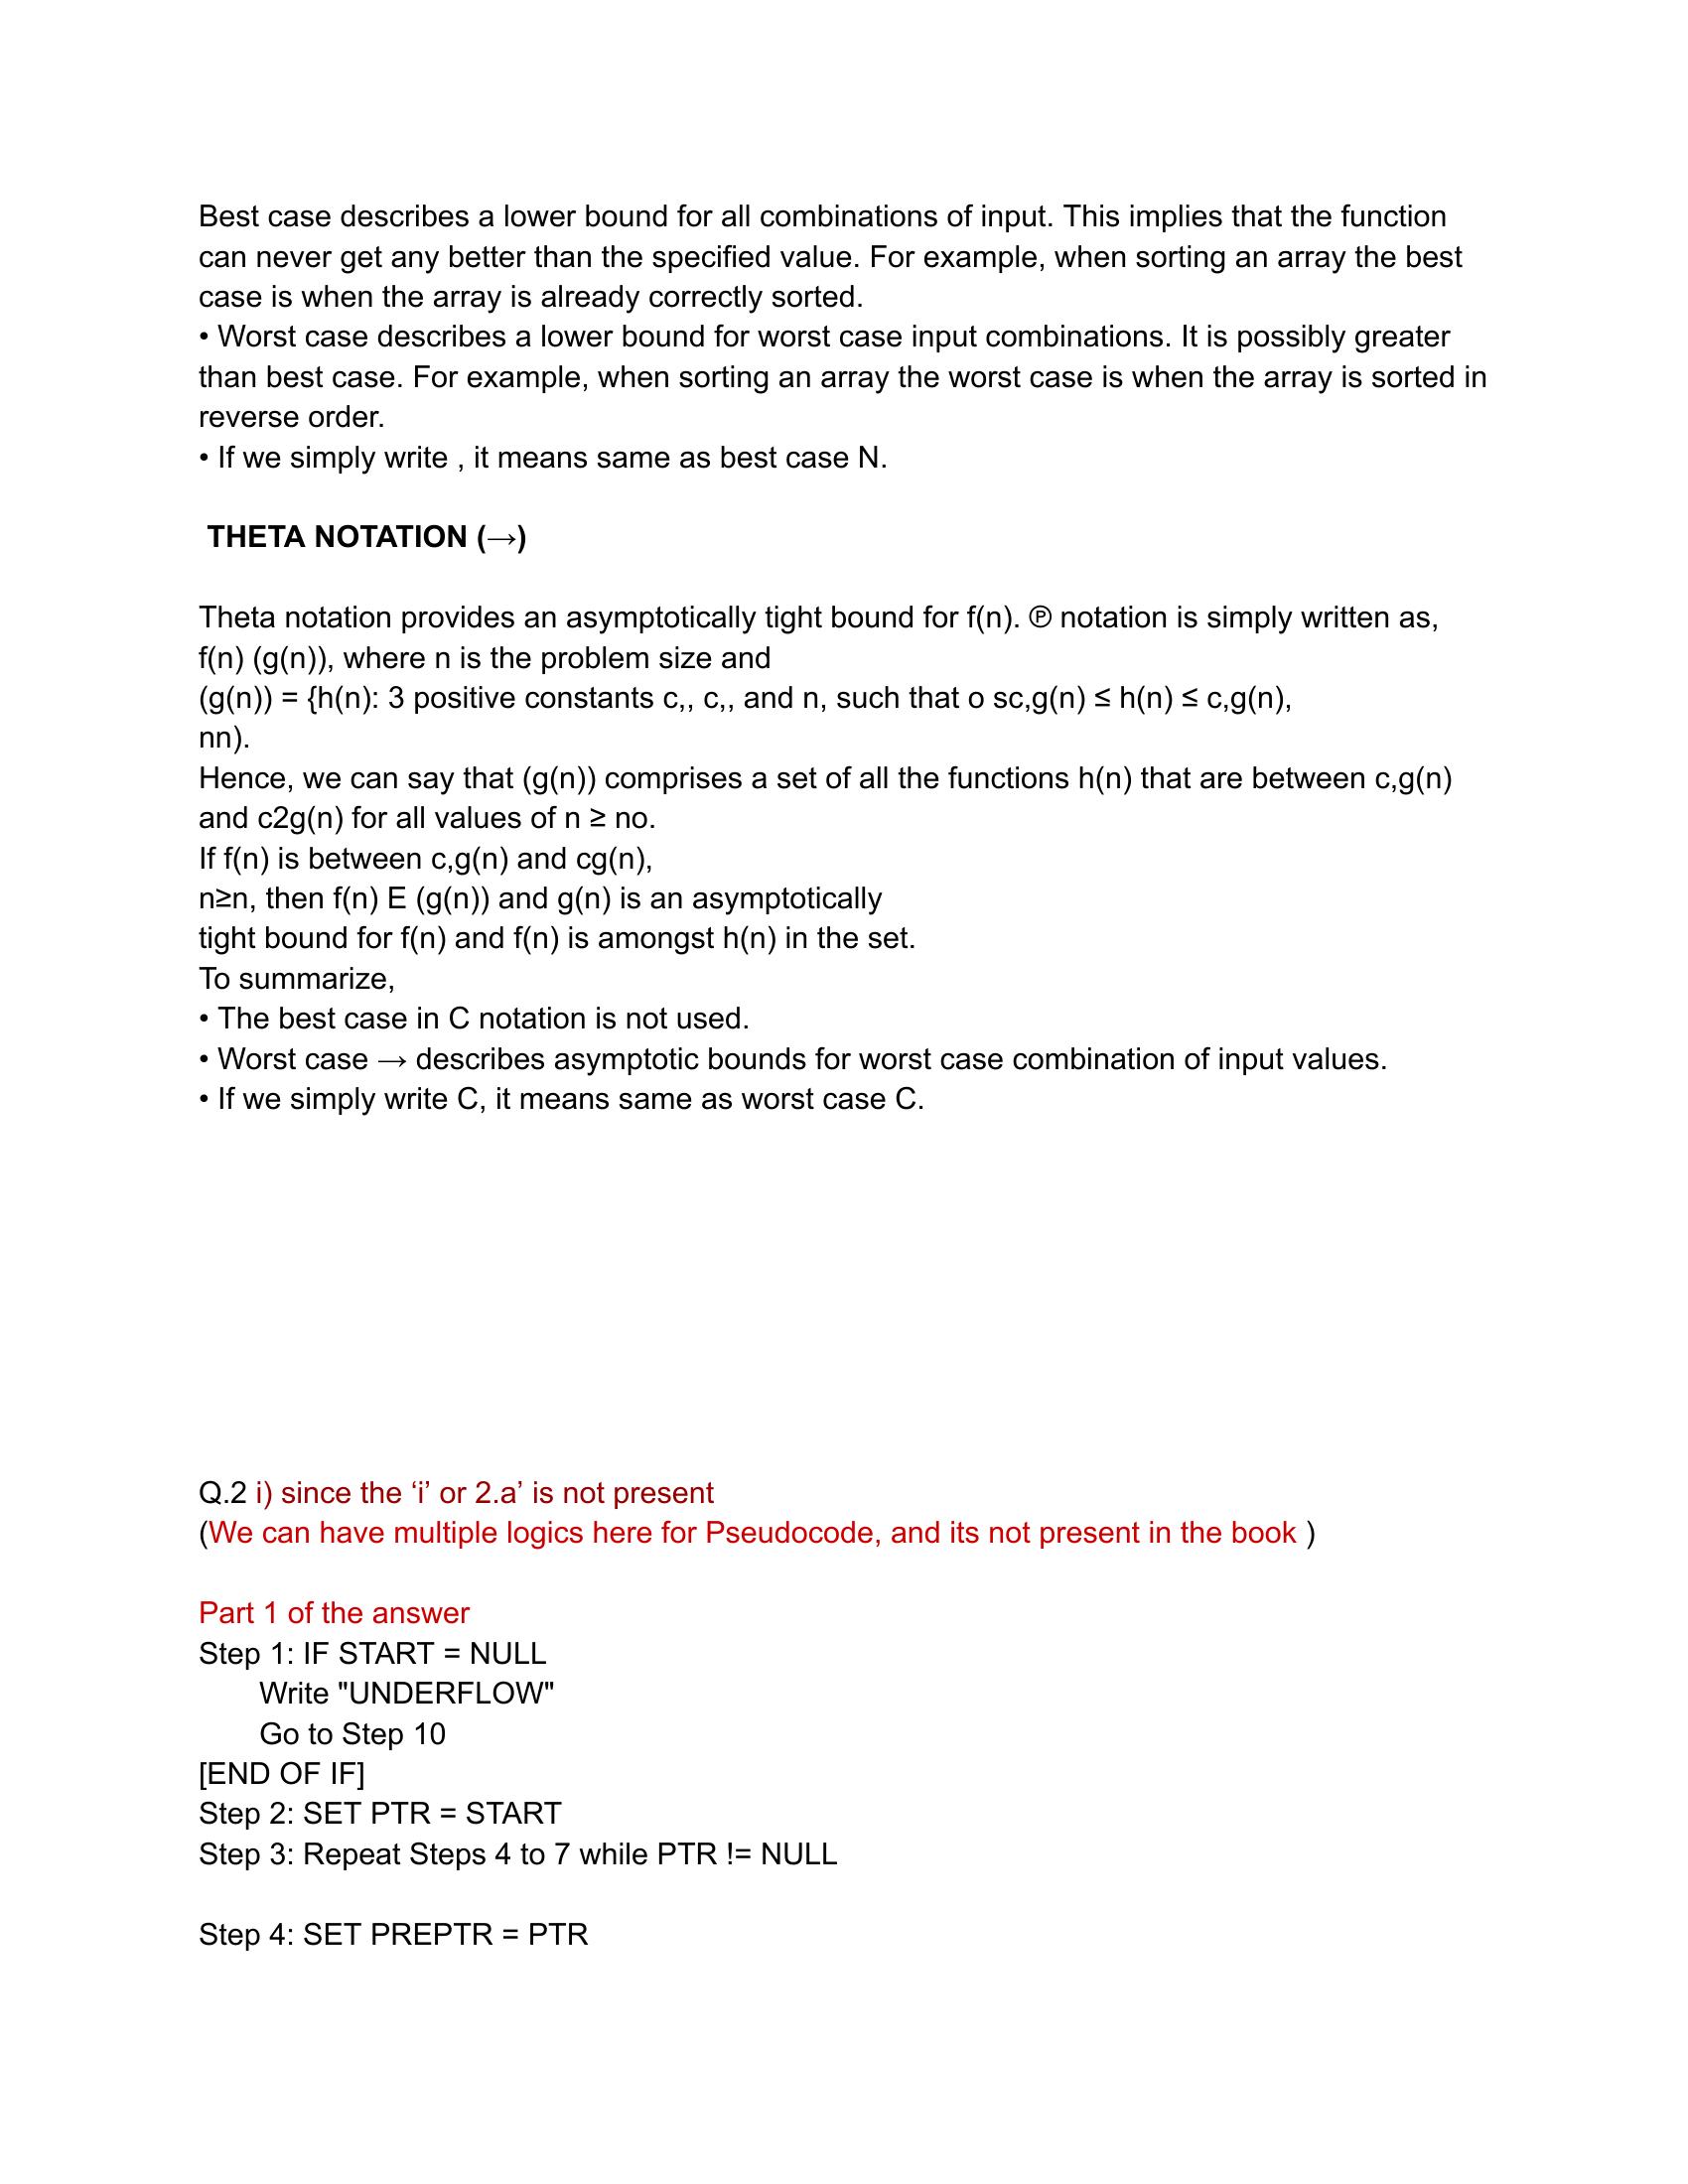 Best case describes a lower bound for all combinations of input. This implies that the function
can never get any better than the specified value. For example, when sorting an array the best
case is when the array is already correctly sorted.
• Worst case describes a lower bound for worst case input combinations. It is possibly greater
than best case. For example, when sorting an array the worst case is when the array is sorted in
reverse order.
• If we simply write , it means same as best case N.
THETA NOTATION (→)
Theta notation provides an asymptotically tight bound for f(n). ℗ notation is simply written as,
f(n) (g(n)), where n is the problem size and
(g(n)) = {h(n): 3 positive constants c,, c,, and n, such that o sc,g(n) ≤ h(n) ≤ c,g(n),
nn).
Hence, we can say that (g(n)) comprises a set of all the functions h(n) that are between c,g(n)
and c2g(n) for all values of n ≥ no.
If f(n) is between c,g(n) and cg(n),
n≥n, then f(n) E (g(n)) and g(n) is an asymptotically
tight bound for f(n) and f(n) is amongst h(n) in the set.
To summarize,
• The best case in C notation is not used.
• Worst case → describes asymptotic bounds for worst case combination of input values.
• If we simply write C, it means same as worst case C.
Q.2 i) since the ‘i’ or 2.a’ is not present
(We can have multiple logics here for Pseudocode, and its not present in the book )
Part 1 of the answer
Step 1: IF START = NULL
Write "UNDERFLOW"
Go to Step 10
[END OF IF]
Step 2: SET PTR = START
Step 3: Repeat Steps 4 to 7 while PTR != NULL
Step 4: SET PREPTR = PTR